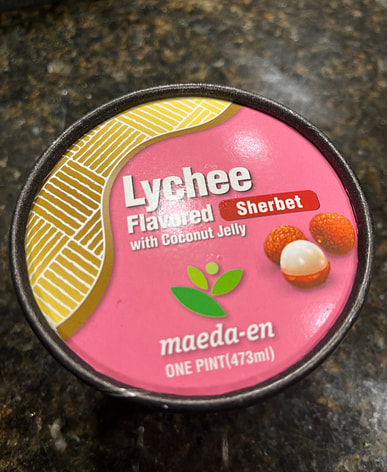 Lychee
Flavored Sherbet
with Coconut Jelly
maeda-en
ONE PINT(473ml)